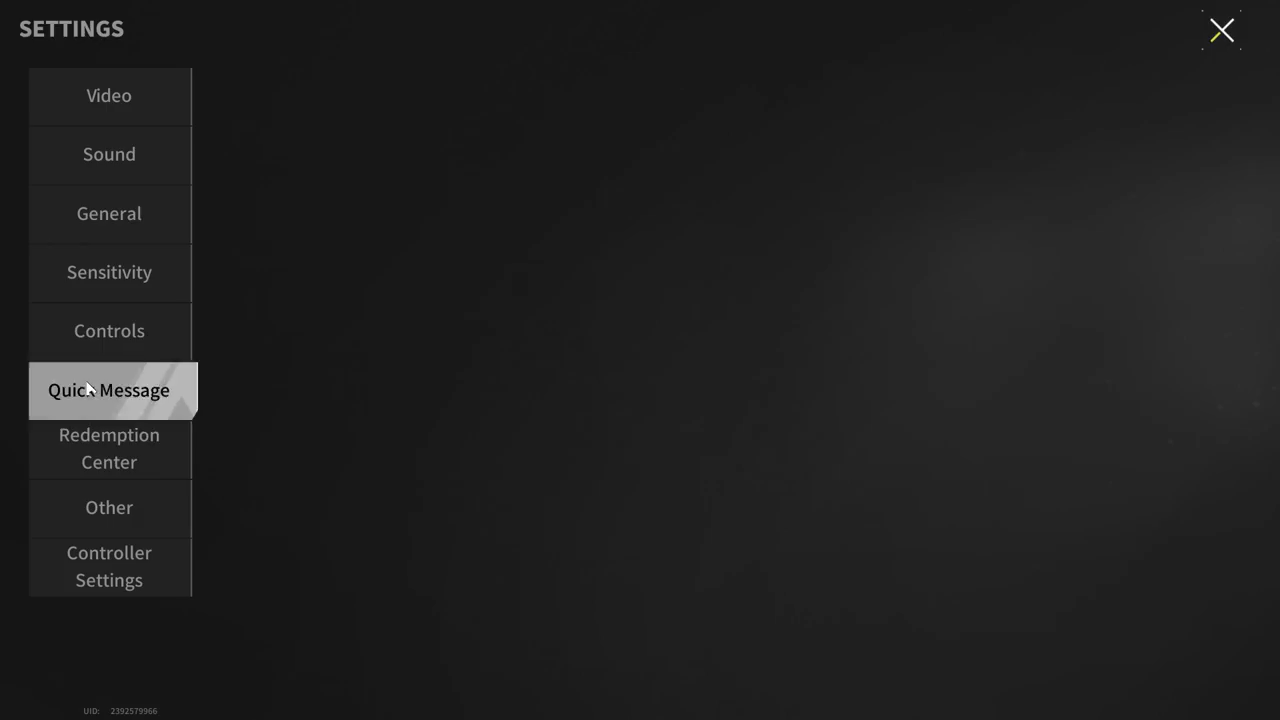 SETTINGS
Video
Sound
General
Sensitivity
Controls
Quick Message
Redemption
Center
Other
Controller
Settings
UID: 2392579966